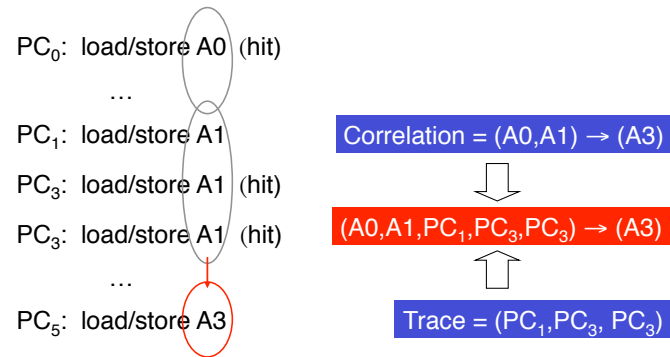 PC₀: load/store A0 (hit)
…
PC₁: load/store A1
PC₃: load/store A1 (hit)
PC₃: load/store A1 (hit)
…
PC₅: load/store A3
Correlation = (A0,A1) → (A3)
(A0,A1,PC₁,PC₃,PC₃) → (A3)
Trace = (PC₁,PC₃, PC₃)